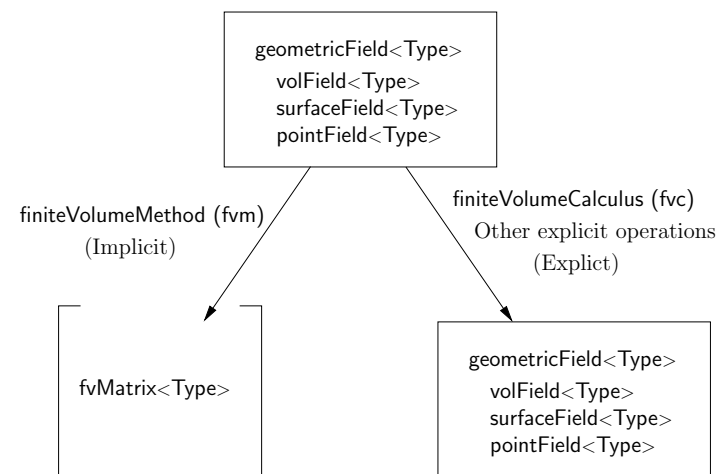 geometricField<Type>
volField<Type>
surfaceField<Type>
pointField<Type>
finiteVolumeMethod (fvm)
(Implicit)
finiteVolumeCalculus (fvc)
Other explicit operations
(Explict)
fvMatrix<Type>
geometricField<Type>
volField<Type>
surfaceField<Type>
pointField<Type>